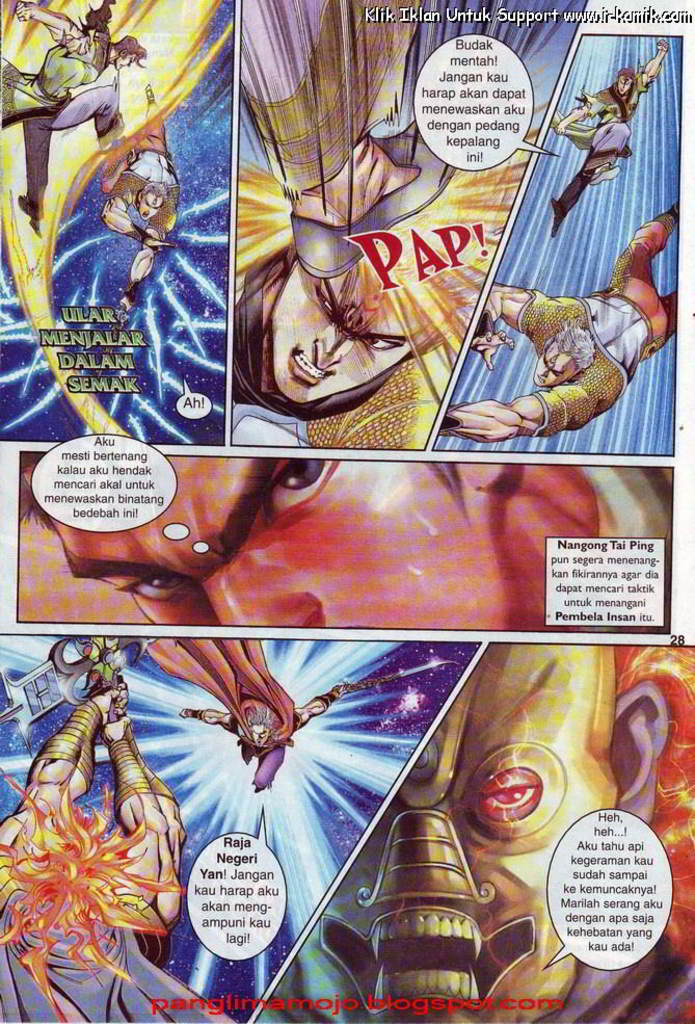 Klik Iklan Untuk Support www.i-komik.com
ULAR
MENJALAR
DALAM
SEMAK
Ah!
Budak
mentah!
Jangan kau
harap akan dapat
menewaskan aku
dengan pedang
kepalang
ini!
PAP!
Aku
mesti bertenang
kalau aku hendak
mencari akal untuk
menewaskan binatang
bedebah ini!
Nangong Tai Ping
pun segera menenang-
kan fikirannya agar dia
dapat mencari taktik
untuk menangani
Pembela Insan itu.
28
Raja
Negeri
Yan! Jangan
kau harap aku
akan meng-
ampuni kau
lagi!
Heh,
heh...!
Aku tahu api
kegeraman kau
sudah sampai
ke kemuncaknya!
Marilah serang aku
dengan apa saja
kehebatan yang
kau ada!
panglimamojo.blogspot.com